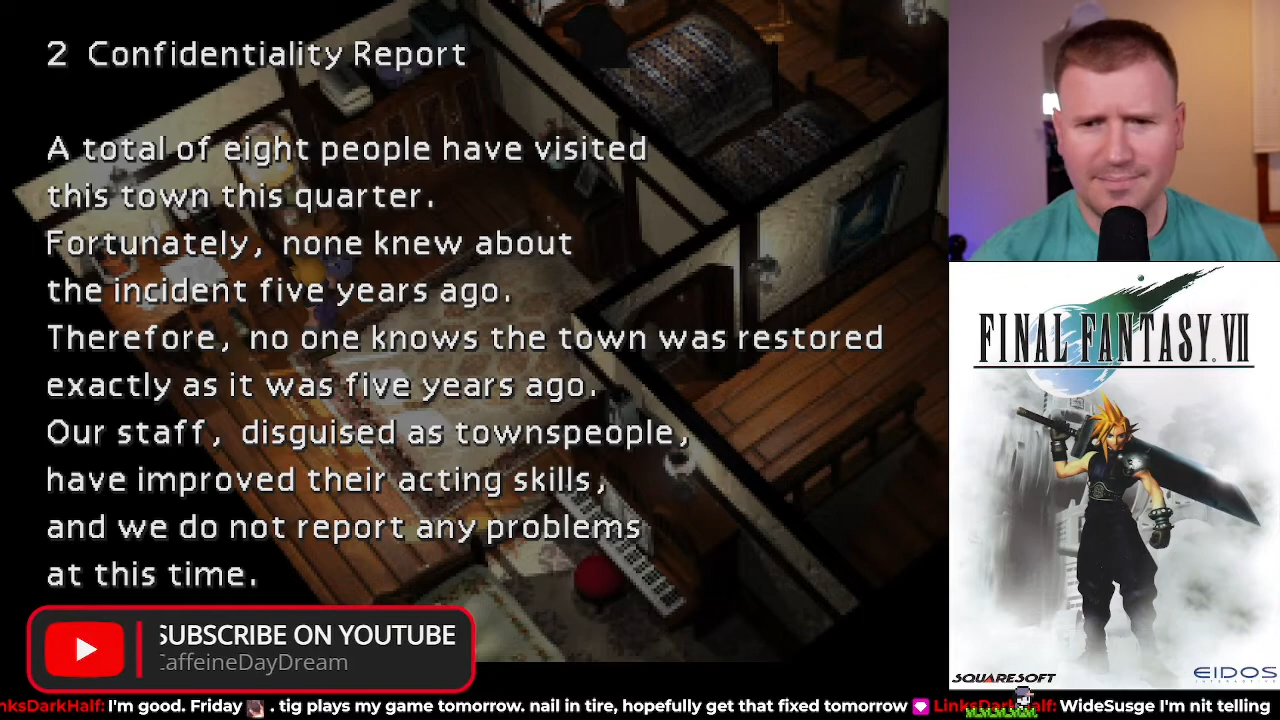 2 Confidentiality Report
A total of eight people have visited
this town this quarter.
Fortunately, none knew about
the incident five years ago.
Therefore, no one knows the town was restored
exactly as it was five years ago.
Our staff, disguised as townspeople,
have improved their acting skills,
and we do not report any problems
at this time.
SUBSCRIBE ON YOUTUBE
CaffeineDayDream
FINAL FANTASY. VII
SQUARESOFT
EIDOS
nksDarkHalf: I'm good. Friday . tig plays my game tomorrow. nail in tire, hopefully get that fixed tomorrow LinksDarkHalf: WideSusge I'm nit telling